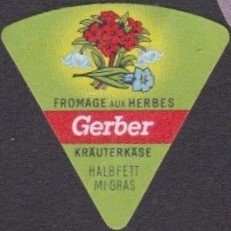 FROMAGE AUX HERBES
Gerber
KRÄUTERKÄSE
HALBFETT
MI-GRAS